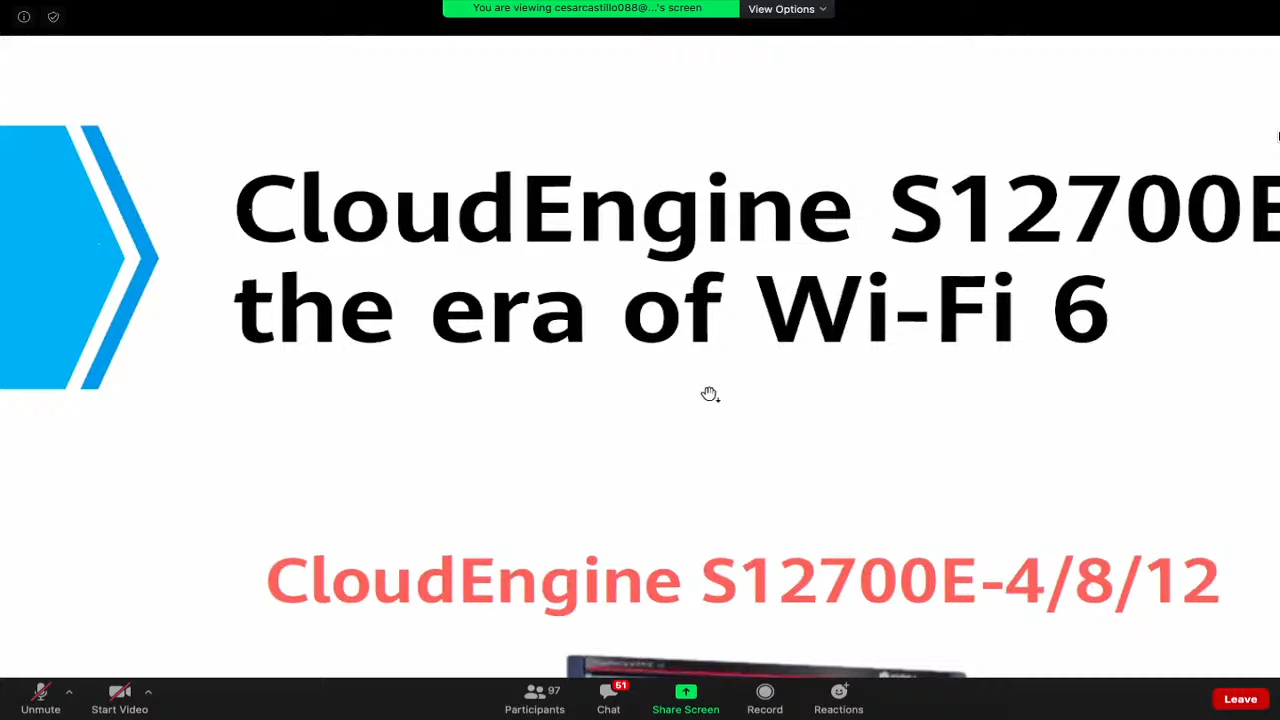 You are viewing cesarcastillo088@...'s screen
View Options
CloudEngine S12700E
the era of Wi-Fi 6
CloudEngine S12700E-4/8/12
Unmute
Start Video
97
Participants
51
Chat
Share Screen
Record
Reactions
Leave